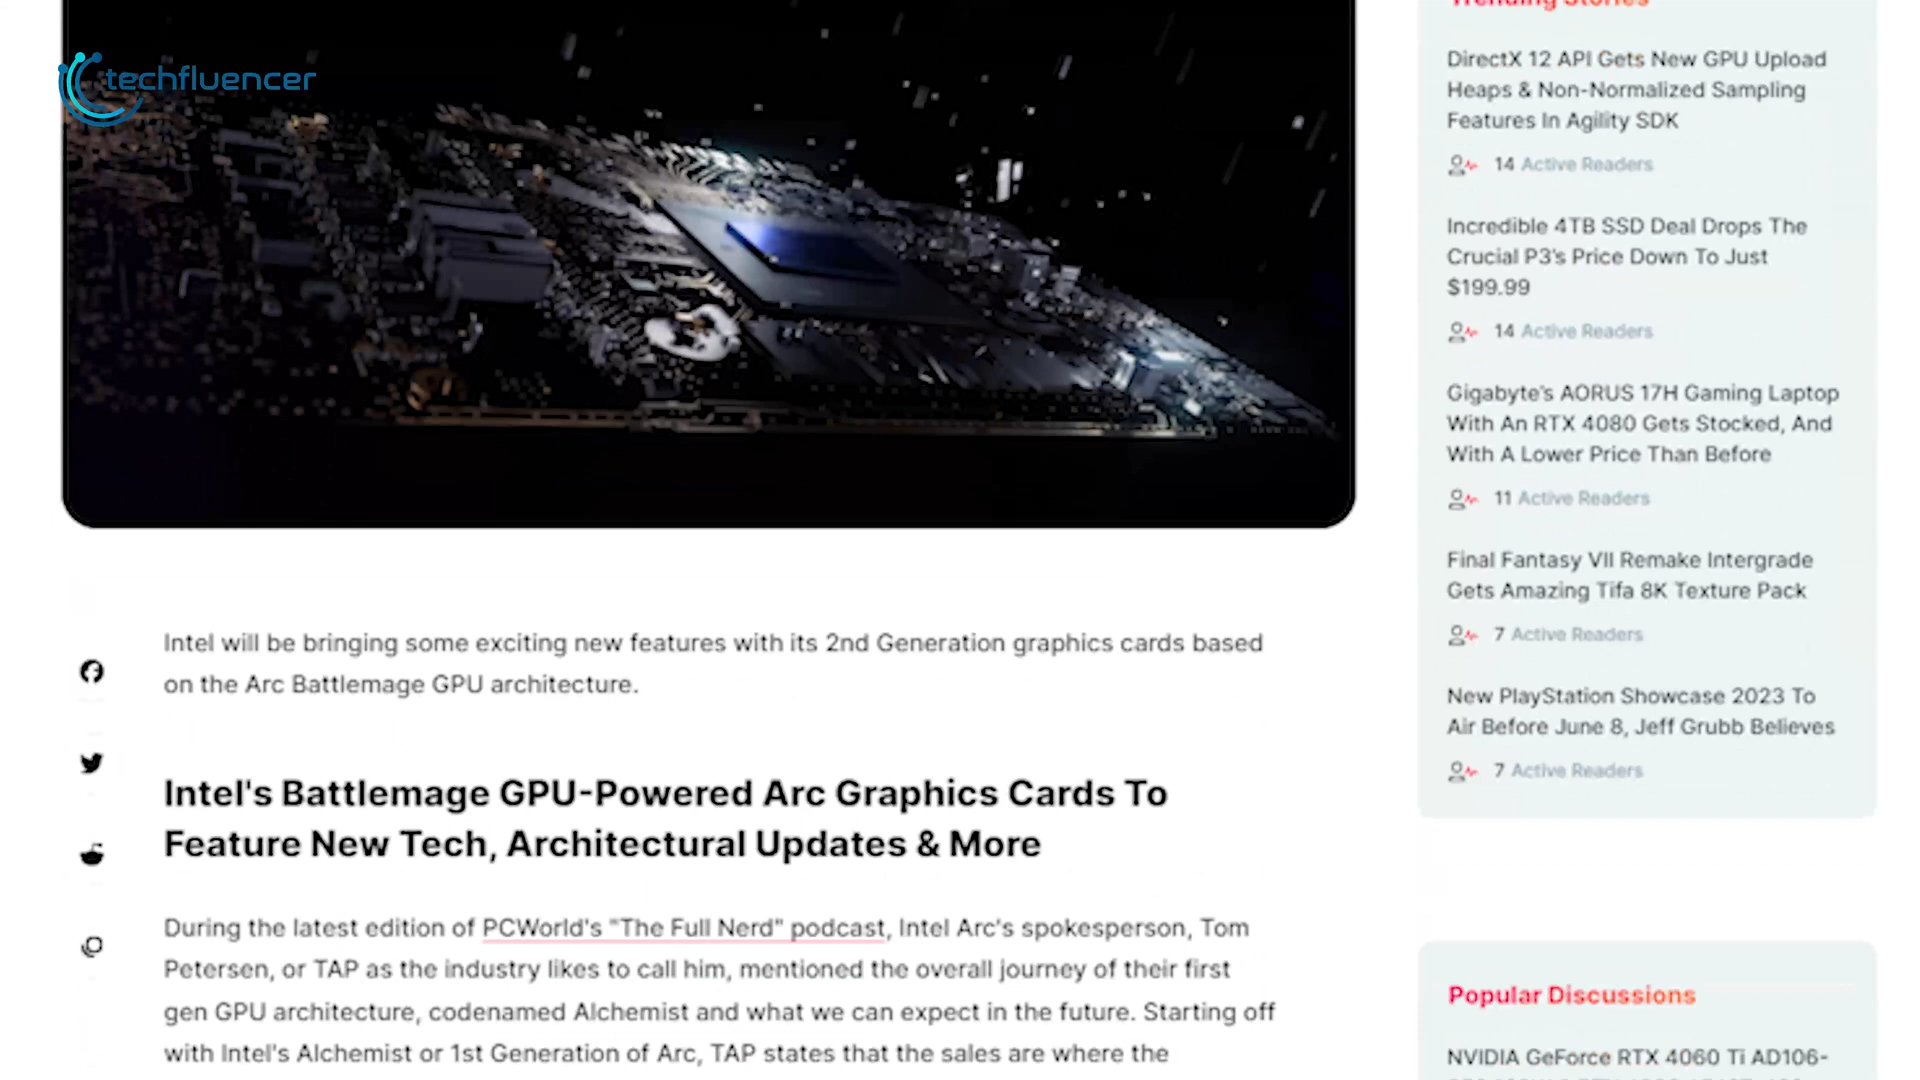 techfluencer
Intel will be bringing some exciting new features with its 2nd Generation graphics cards based
on the Arc Battlemage GPU architecture.
Intel's Battlemage GPU-Powered Arc Graphics Cards To
Feature New Tech, Architectural Updates & More
During the latest edition of PCWorld's "The Full Nerd" podcast, Intel Arc's spokesperson, Tom
Petersen, or TAP as the industry likes to call him, mentioned the overall journey of their first
gen GPU architecture, codenamed Alchemist and what we can expect in the future. Starting off
with Intel's Alchemist or 1st Generation of Arc, TAP states that the sales are where the
Trending Stories
DirectX 12 API Gets New GPU Upload
Heaps & Non-Normalized Sampling
Features In Agility SDK
14 Active Readers
Incredible 4TB SSD Deal Drops The
Crucial P3's Price Down To Just
$199.99
14 Active Readers
Gigabyte's AORUS 17H Gaming Laptop
With An RTX 4080 Gets Stocked, And
With A Lower Price Than Before
11 Active Readers
Final Fantasy VII Remake Intergrade
Gets Amazing Tifa 8K Texture Pack
7 Active Readers
New PlayStation Showcase 2023 To
Air Before June 8, Jeff Grubb Believes
7 Active Readers
Popular Discussions
NVIDIA GeForce RTX 4060 Ti AD106-